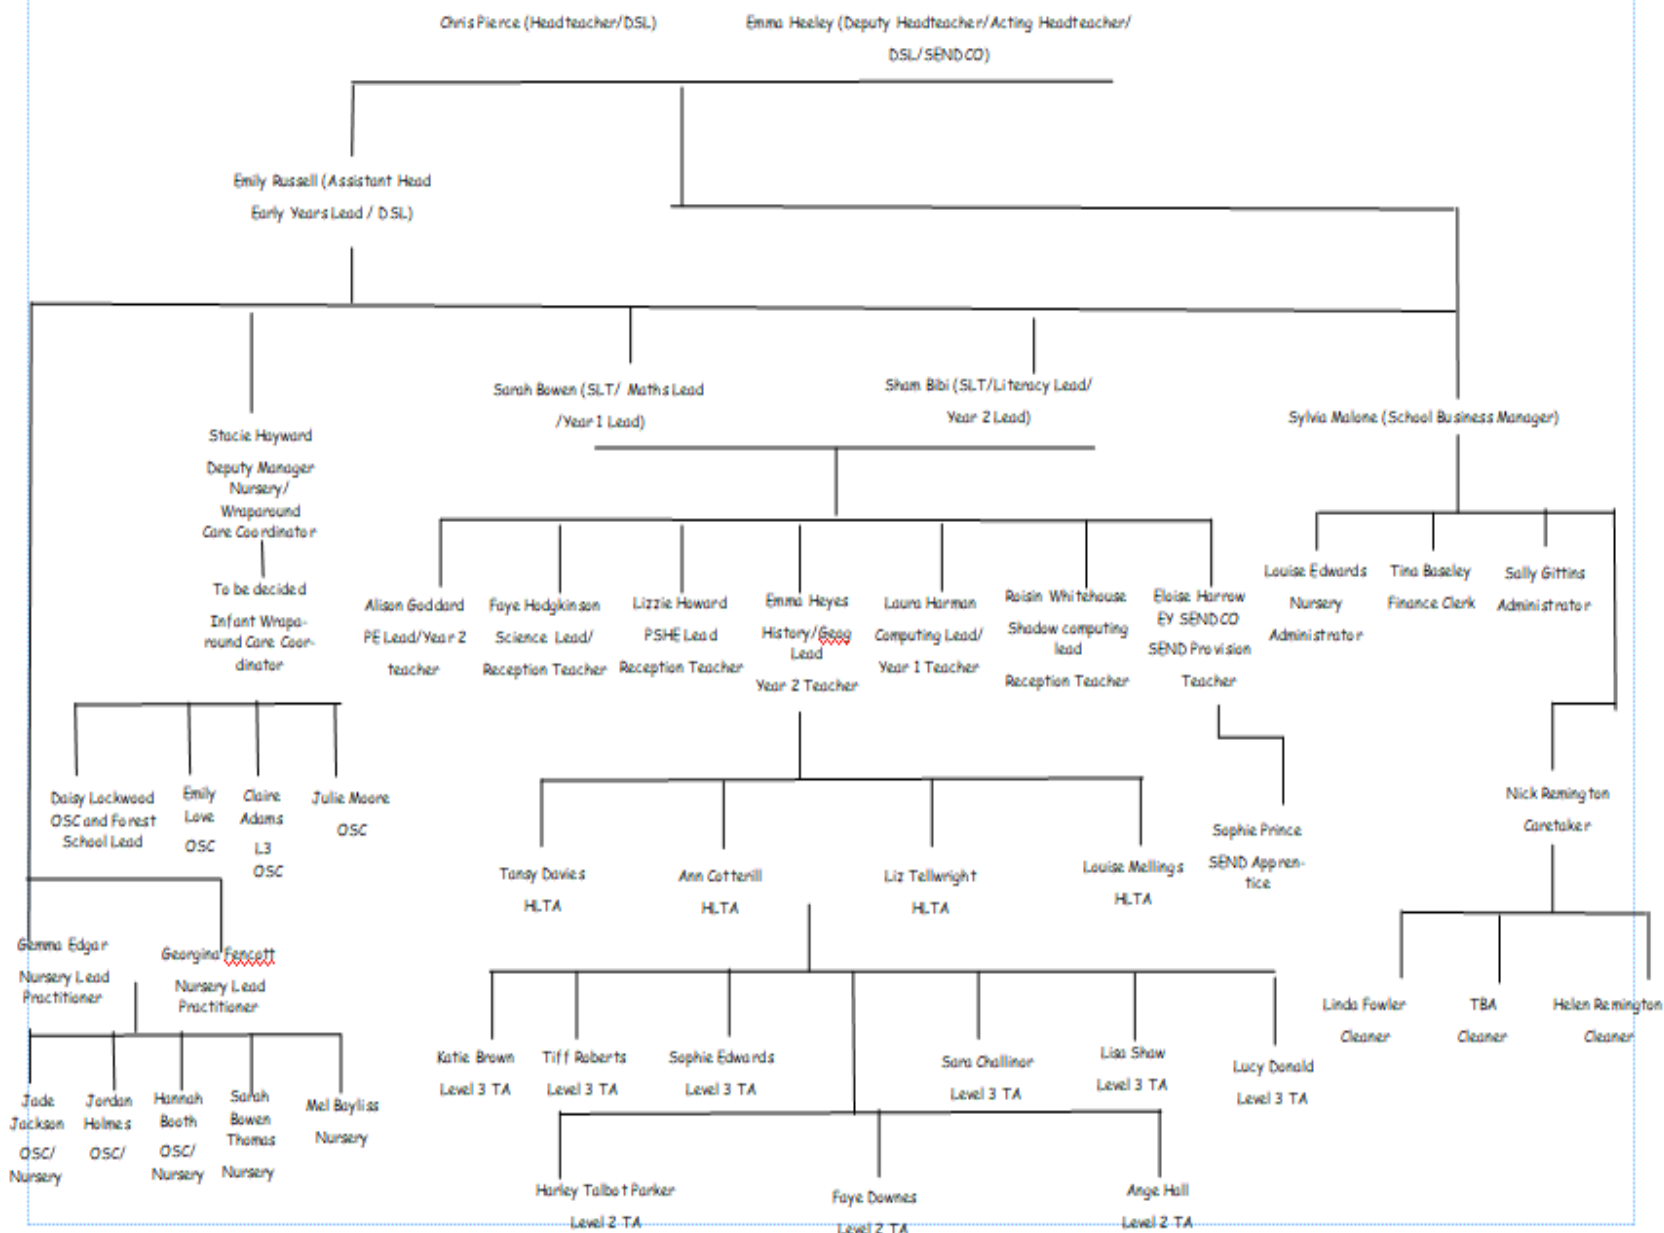 Chris Pierce (Headteacher/DSL)
Emma Heeley (Deputy Headteacher/Acting Headteacher/
DSL/SENDCO)
Emily Russell (Assistant Head
Early Years Lead / DSL)
Sarah Bowen (SLT/ Maths Lead
/Year 1 Lead)
Sham Bibi (SLT/Literacy Lead/
Year 2 Lead)
Sylvia Malone (School Business Manager)
Stacie Hayward
Deputy Manager
Nursery/
Wraparound
Care Coordinator
To be decided
Infant Wrapa-
round Care Coor-
dinator
Alison Goddard
PE Lead/Year 2
teacher
Faye Hodgkinson
Science Lead/
Reception Teacher
Lizzie Howard
PSHE Lead
Reception Teacher
Emma Heyes
History/Geog
Lead
Year 2 Teacher
Laura Harman
Computing Lead/
Year 1 Teacher
Roisin Whitehouse
Shadow computing
lead
Reception Teacher
Eloise Harrow
EY SENDCO
SEND Provision
Teacher
Louise Edwards
Nursery
Administrator
Tina Baseley
Finance Clerk
Sally Gittins
Administrator
Daisy Lockwood
OSC and Forest
School Lead
Emily
Love
OSC
Claire
Adams
L3
OSC
Julie Moore
OSC
Tansy Davies
HLTA
Ann Cotterill
HLTA
Liz Tellwright
HLTA
Louise Mellings
HLTA
Sophie Prince
SEND Appren-
tice
Nick Remington
Caretaker
Gemma Edgar
Nursery Lead
Practitioner
Georgina Fencott
Nursery Lead
Practitioner
Linda Fowler
Cleaner
TBA
Cleaner
Helen Remington
Cleaner
Katie Brown
Level 3 TA
Tiff Roberts
Level 3 TA
Sophie Edwards
Level 3 TA
Sara Challinor
Level 3 TA
Lisa Shaw
Level 3 TA
Lucy Donald
Level 3 TA
Jade
Jackson
OSC/
Nursery
Jordan
Holmes
OSC/
Hannah
Booth
OSC/
Nursery
Sarah
Bowen
Thomas
Nursery
Mel Bayliss
Nursery
Harley Talbot Parker
Level 2 TA
Faye Downes
Level 2 TA
Ange Hall
Level 2 TA